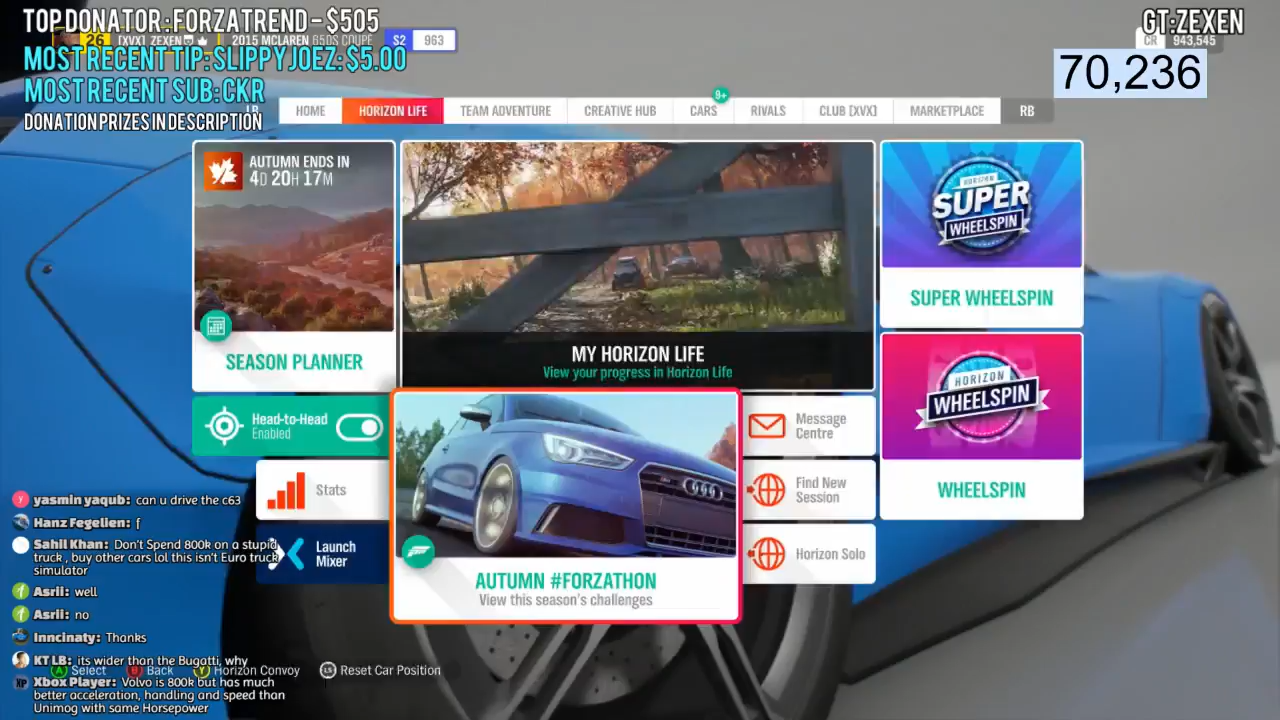 TOP DONATOR : FORZATREND - $505
GT:ZEXEN
26 [XVX] ZEXEN 2015 MCLAREN 650S COUPE S2 963
CR 943,545
MOST RECENT TIP: SLIPPY JOEZ: $5.00
70,236
MOST RECENT SUB: CKR
DONATION PRIZES IN DESCRIPTION
LB HOME HORIZON LIFE TEAM ADVENTURE CREATIVE HUB CARS 9+ RIVALS CLUB [XVX] MARKETPLACE RB
AUTUMN ENDS IN
4D 20H 17M
SEASON PLANNER
MY HORIZON LIFE
View your progress in Horizon Life
HORIZON
SUPER
WHEELSPIN
SUPER WHEELSPIN
HORIZON
WHEELSPIN
WHEELSPIN
Head-to-Head
Enabled
Stats
Launch
Mixer
AUTUMN #FORZATHON
View this season's challenges
Message
Centre
Find New
Session
Horizon Solo
yasmin yaqub: can u drive the c63
Hanz Fegelien: f
Sahil Khan: Don't Spend 800k on a stupid
truck , buy other cars lol this isn't Euro truck
simulator
Asrii: well
Asrii: no
Inncinaty: Thanks
KT LB: its wider than the Bugatti, why
A Select B Back Y Horizon Convoy LS Reset Car Position
XP Xbox Player: Volvo is 800k but has much
better acceleration, handling and speed than
Unimog with same Horsepower